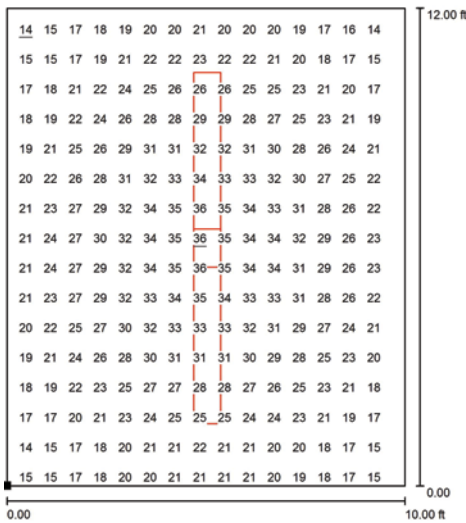 12.00 ft
14 15 17 18 19 20 20 21 20 20 20 19 17 16 14
15 15 17 19 21 22 22 23 22 22 21 20 18 17 15
17 18 21 22 24 25 26 26 26 25 25 23 21 20 17
18 19 22 24 26 28 28 29 29 28 27 25 23 21 19
19 21 25 26 29 31 31 32 32 31 30 28 26 24 21
20 22 26 28 31 32 33 34 33 33 32 30 27 25 22
21 23 27 29 32 34 35 36 35 34 33 31 28 26 22
21 24 27 30 32 34 35 36 35 34 34 32 29 26 23
21 24 27 29 32 34 35 36 35 34 34 31 29 26 23
21 23 27 29 32 33 34 35 34 33 33 31 28 26 22
20 22 25 27 30 32 33 33 33 32 31 29 27 24 21
19 21 24 26 28 30 31 31 31 30 29 28 25 23 20
18 19 22 23 25 27 27 28 28 27 26 25 23 21 18
17 17 20 21 23 24 25 25 25 24 24 23 21 19 17
14 15 17 18 20 21 21 22 21 21 20 20 18 17 15
15 15 17 18 20 20 21 21 21 21 20 19 18 17 15
0.00
0.00 10.00 ft